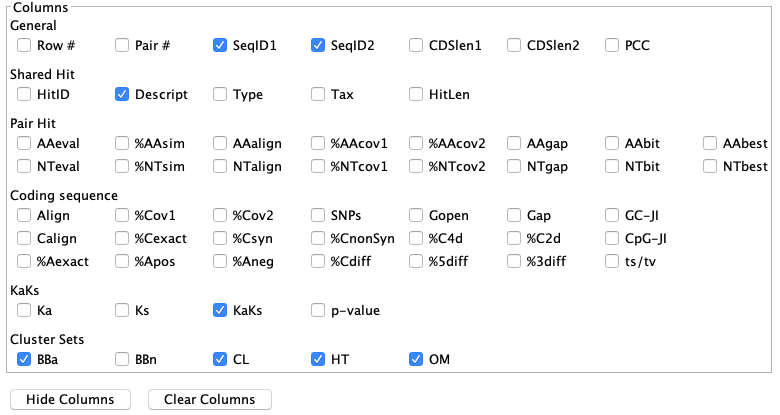 Columns
General
Row # Pair # SeqID1 SeqID2 CDSlen1 CDSlen2 PCC
Shared Hit
HitID Descript Type Tax HitLen
Pair Hit
AAeval %AAsim AAalign %AAcov1 %AAcov2 AAgap AAbit AAbest
NTeval %NTsim NTalign %NTcov1 %NTcov2 NTgap NTbit NTbest
Coding sequence
Align %Cov1 %Cov2 SNPs Gopen Gap GC-JI
Calign %Cexact %Csyn %CnonSyn %C4d %C2d CpG-JI
%Aexact %Apos %Aneg %Cdiff %5diff %3diff ts/tv
KaKs
Ka Ks KaKs p-value
Cluster Sets
BBa BBn CL HT OM
Hide Columns Clear Columns